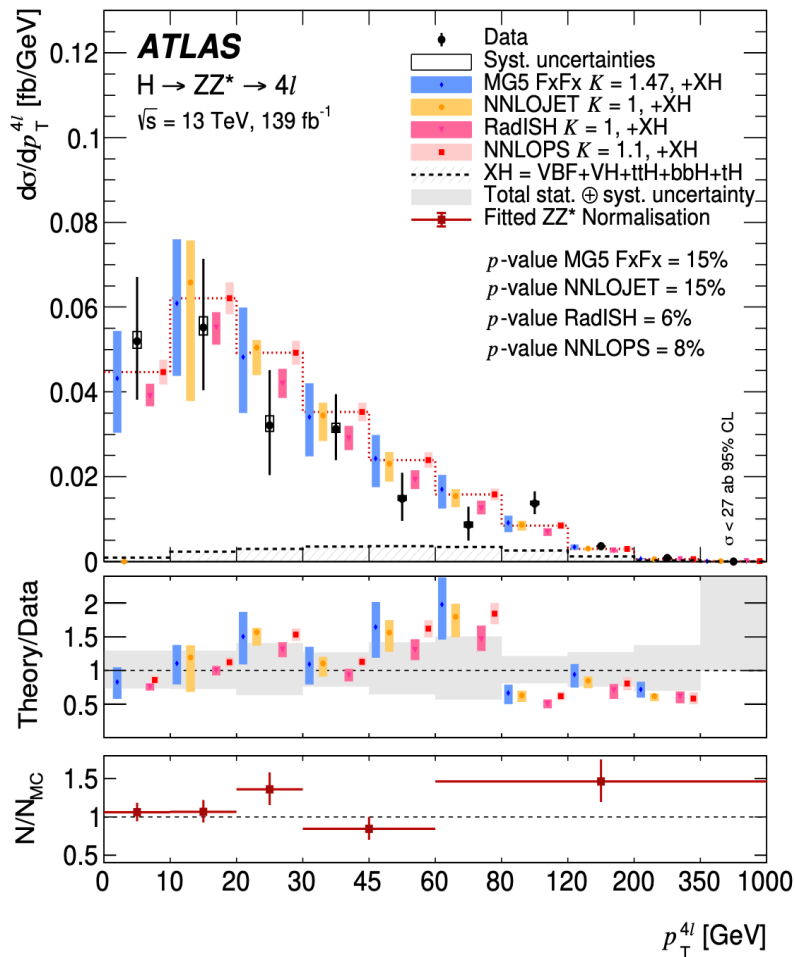 ATLAS
H → ZZ* → 4l
√s = 13 TeV, 139 fb⁻¹
Data
Syst. uncertainties
MG5 FxFx K = 1.47, +XH
NNLOJET K = 1, +XH
RadISH K = 1, +XH
NNLOPS K = 1.1, +XH
XH = VBF+VH+ttH+bbH+tH
Total stat. ⊕ syst. uncertainty
Fitted ZZ* Normalisation
p-value MG5 FxFx = 15%
p-value NNLOJET = 15%
p-value RadISH = 6%
p-value NNLOPS = 8%
σ < 27 ab 95% CL
dσ/dp_T^{4l} [fb/GeV]
0.12
0.1
0.08
0.06
0.04
0.02
0
Theory/Data
2
1.5
1
0.5
N/N_MC
1.5
1
0.5
0 10 20 30 45 60 80 120 200 350 1000
p_T^{4l} [GeV]